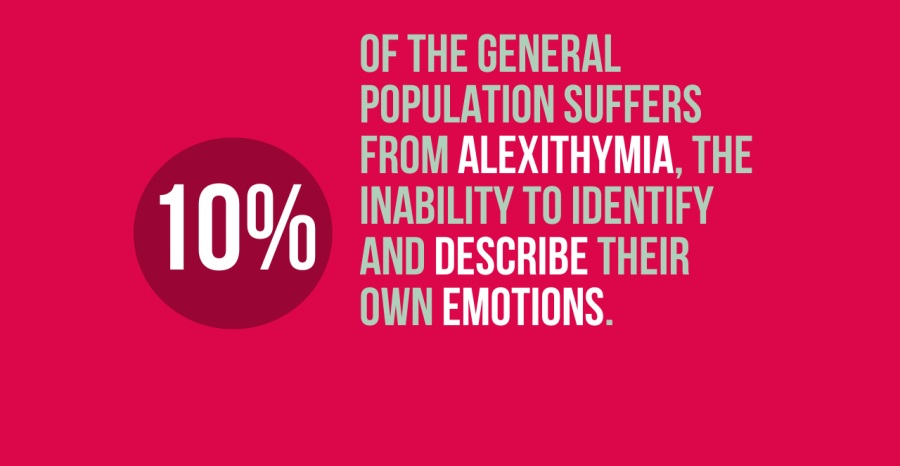 10%
OF THE GENERAL
POPULATION SUFFERS
FROM ALEXITHYMIA, THE
INABILITY TO IDENTIFY
AND DESCRIBE THEIR
OWN EMOTIONS.